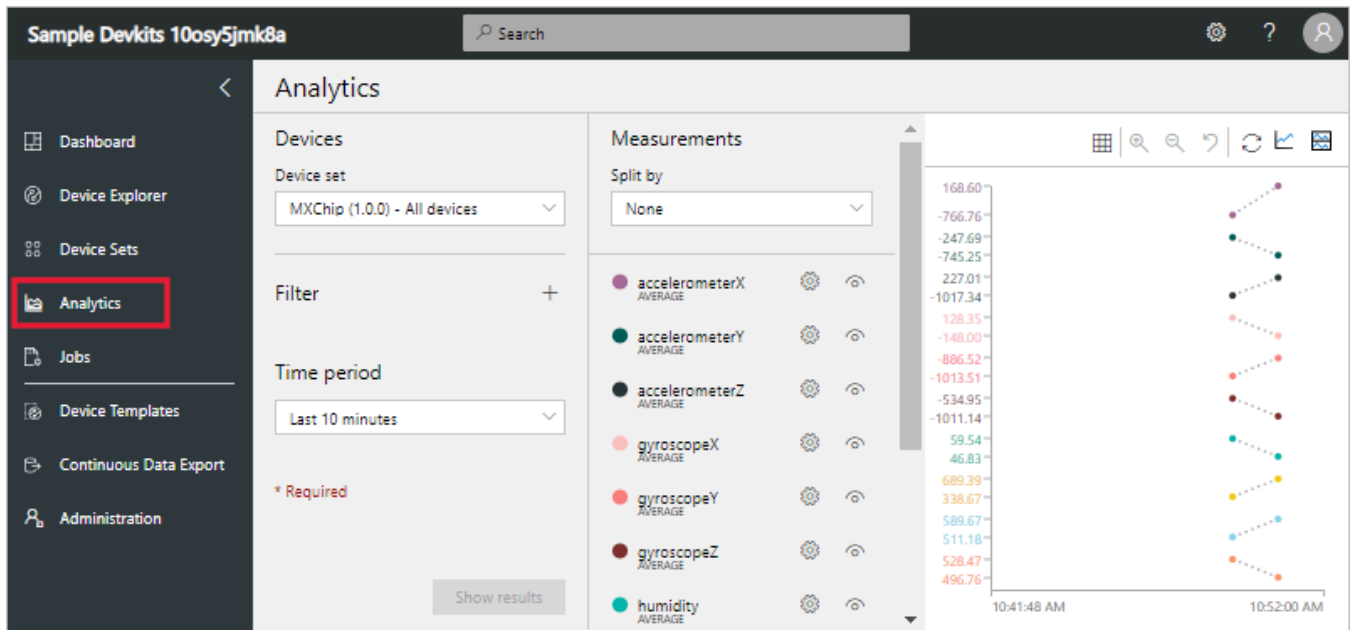 Sample Devkits 10osy5jmk8a
Search
?
Dashboard
Device Explorer
Device Sets
Analytics
Jobs
Device Templates
Continuous Data Export
Administration
Analytics
Devices
Device set
MXChip (1.0.0) - All devices
Filter
Time period
Last 10 minutes
* Required
Show results
Measurements
Split by
None
accelerometerX
AVERAGE
accelerometerY
AVERAGE
accelerometerZ
AVERAGE
gyroscopeX
AVERAGE
gyroscopeY
AVERAGE
gyroscopeZ
AVERAGE
humidity
AVERAGE
168.60
-766.76
-247.69
-745.25
227.01
-1017.34
128.35
-148.00
-886.52
-1013.51
-534.95
-1011.14
59.54
46.83
689.39
338.67
589.67
511.18
528.47
496.76
10:41:48 AM
10:52:00 AM